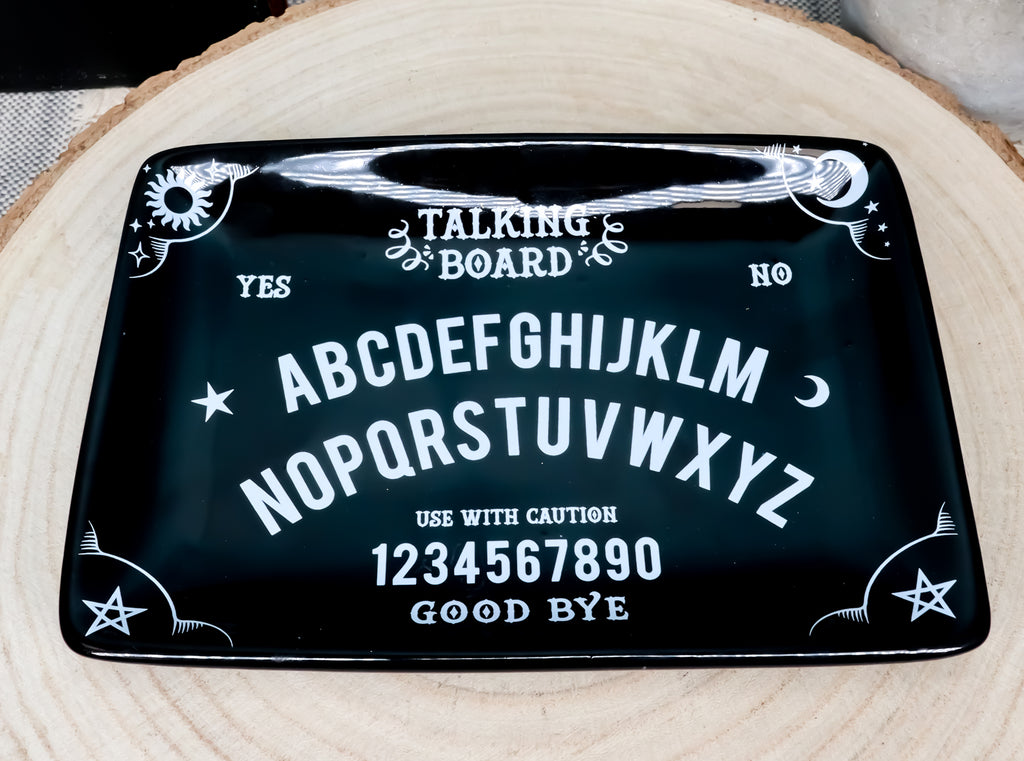 TALKING
BOARD
YES
NO
ABCDEFGHIJKLM
NOPQRSTUVWXYZ
USE WITH CAUTION
1234567890
GOOD BYE